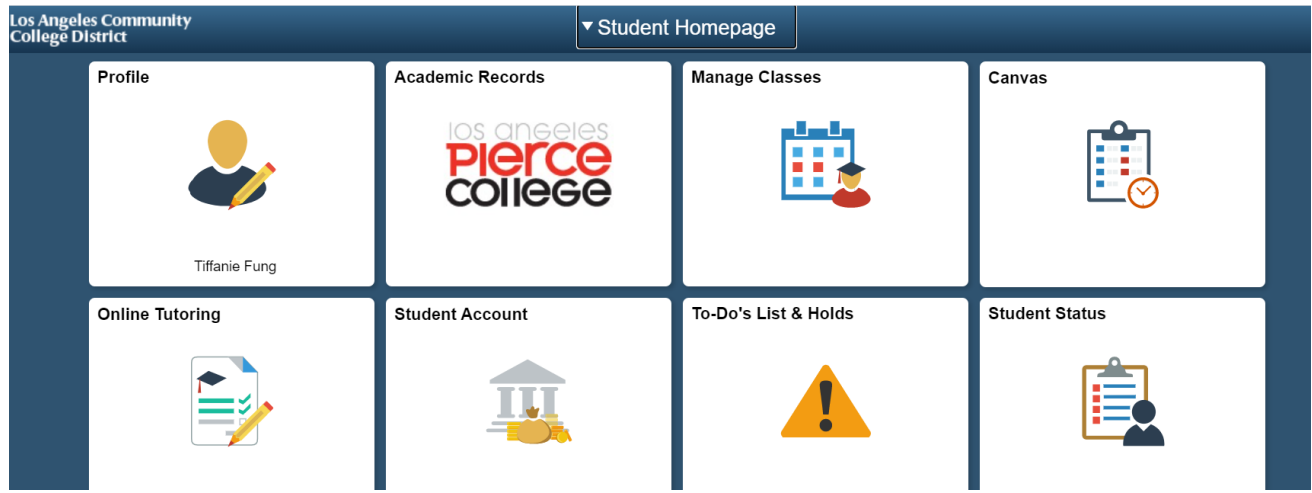 Los Angeles Community
College District
▾ Student Homepage
Profile
Academic Records
Manage Classes
Canvas
los angeles
Pierce
college
Tiffanie Fung
Online Tutoring
Student Account
To-Do's List & Holds
Student Status